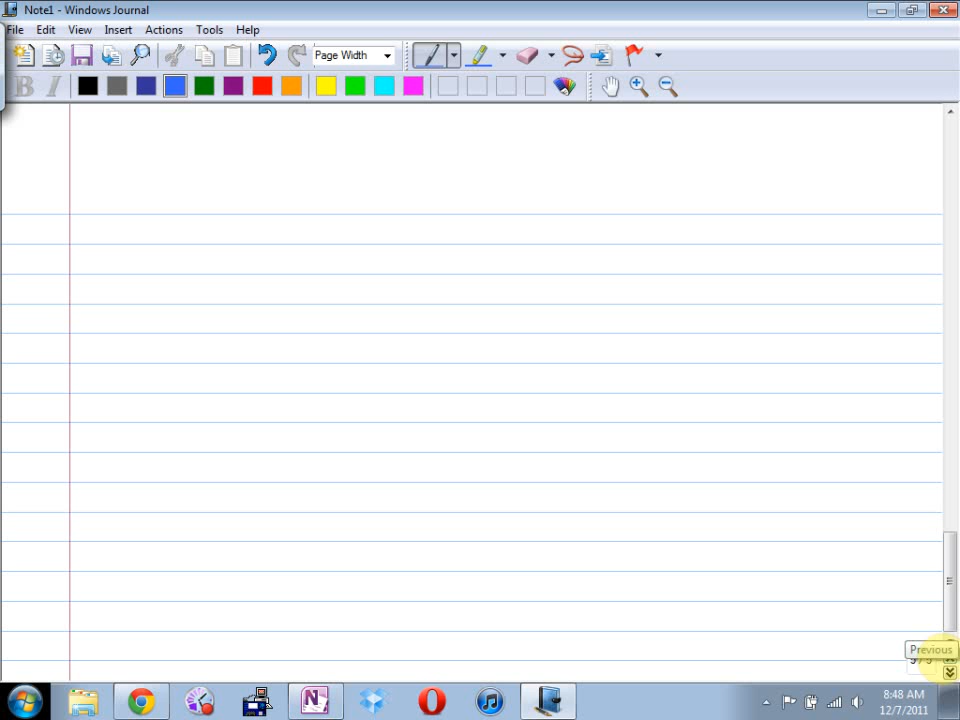 Note1 - Windows Journal
File Edit View Insert Actions Tools Help
Page Width
B I
Previous
N
8:48 AM
12/7/2011